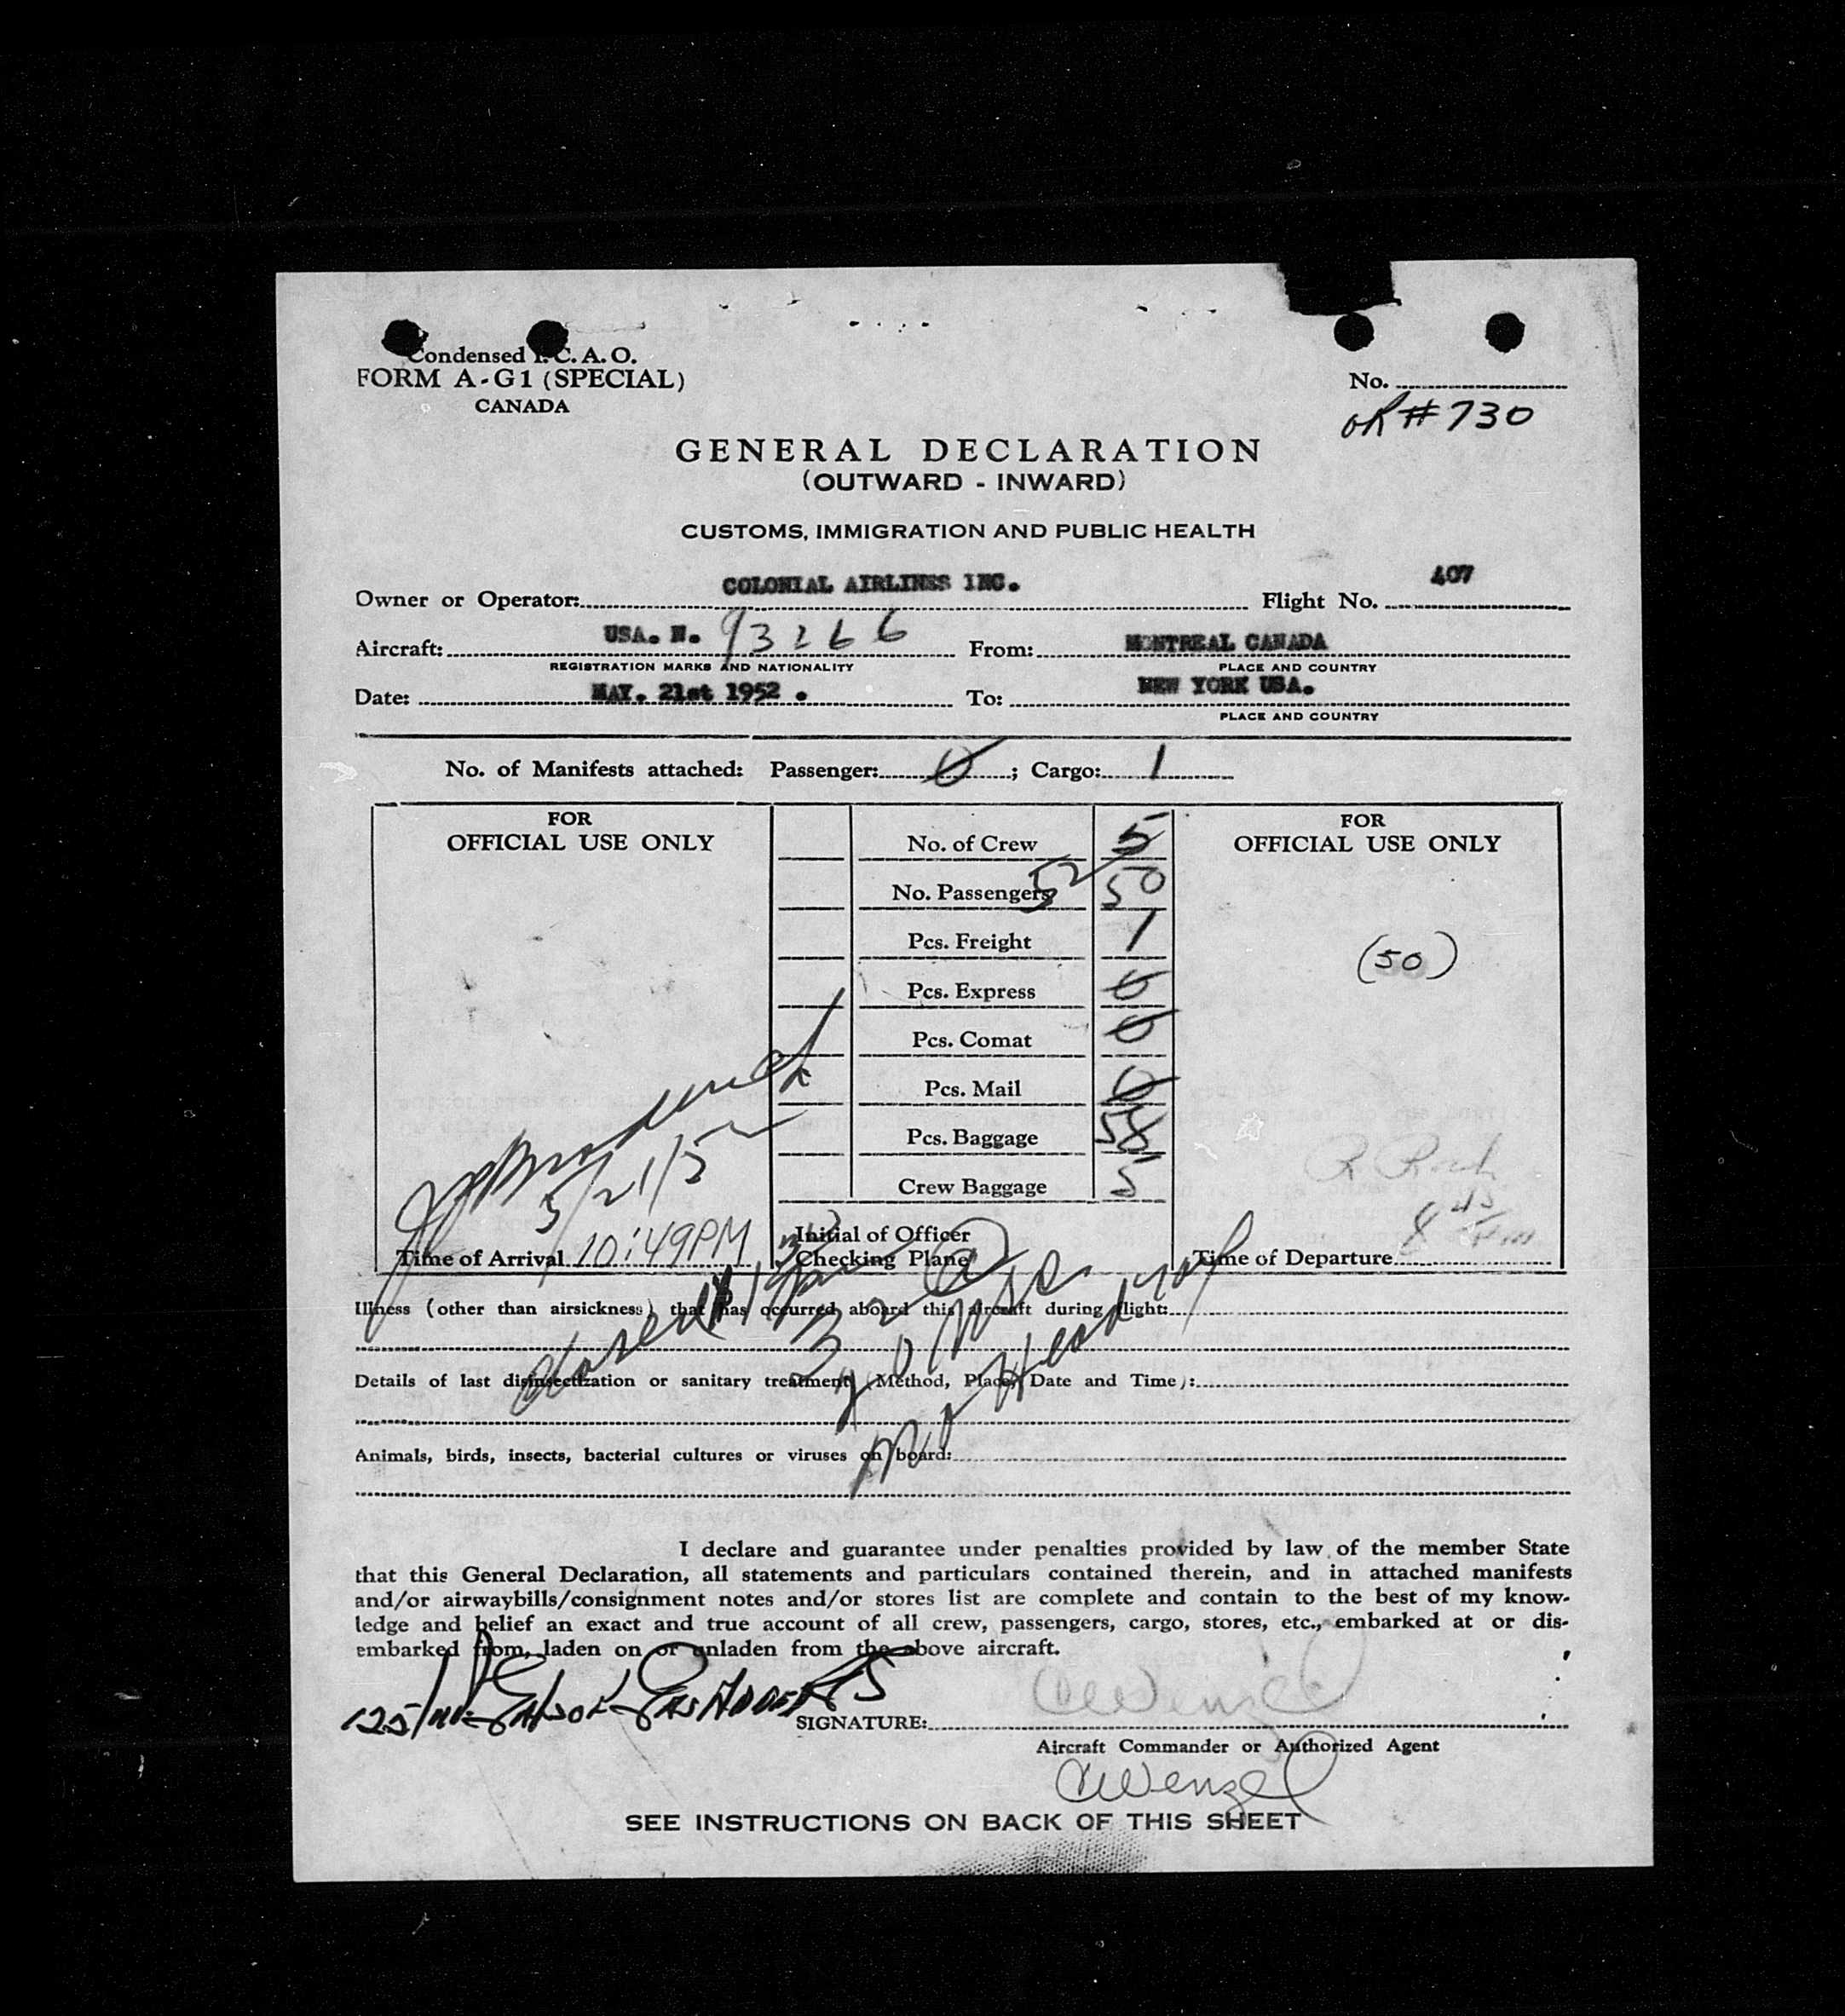 Condensed I. C. A. O.
FORM A-G1 (SPECIAL)
CANADA
No.
OR # 730
GENERAL DECLARATION
(OUTWARD - INWARD)
CUSTOMS, IMMIGRATION AND PUBLIC HEALTH
Owner or Operator: COLONIAL AIRLINES INC. Flight No. 407
Aircraft: USA. N. 93266 From: MONTREAL CANADA
REGISTRATION MARKS AND NATIONALITY PLACE AND COUNTRY
Date: MAY. 21st 1952 . To: NEW YORK USA.
PLACE AND COUNTRY
No. of Manifests attached: Passenger: 0 ; Cargo: 1
FOR
OFFICIAL USE ONLY
No. of Crew 5
No. Passengers 52 50
Pcs. Freight 1
Pcs. Express 0
Pcs. Comat 0
Pcs. Mail 0
Pcs. Baggage
Crew Baggage 5
FOR
OFFICIAL USE ONLY
(50)
5/21/52
Time of Arrival 10:49PM
Initial of Officer
Checking Plane
8 45 PM
Time of Departure
Illness (other than airsickness) that has occurred aboard this aircraft during flight:
Details of last disinsectization or sanitary treatment (Method, Place, Date and Time):
Animals, birds, insects, bacterial cultures or viruses on board:
I declare and guarantee under penalties provided by law of the member State
that this General Declaration, all statements and particulars contained therein, and in attached manifests
and/or airwaybills/consignment notes and/or stores list are complete and contain to the best of my know-
ledge and belief an exact and true account of all crew, passengers, cargo, stores, etc., embarked at or dis-
embarked from, laden on or unladen from the above aircraft.
SIGNATURE: CWenzel
Aircraft Commander or Authorized Agent
CWenzel
SEE INSTRUCTIONS ON BACK OF THIS SHEET